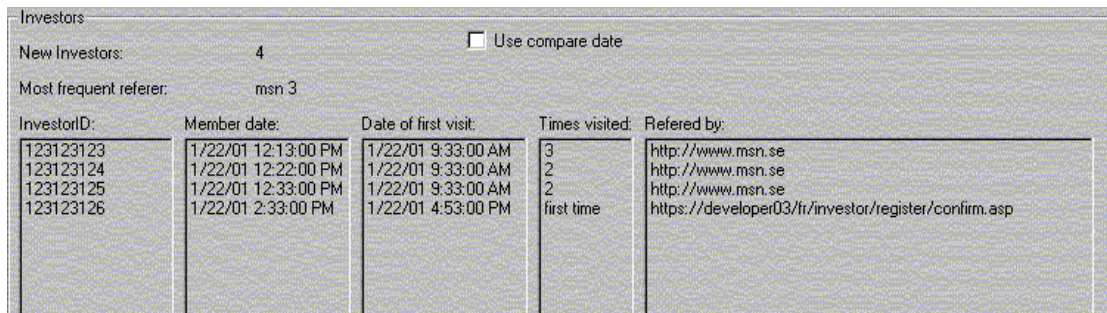 Investors
New Investors: 4
Use compare date
Most frequent referer: msn 3
InvestorID: Member date: Date of first visit: Times visited: Refered by:
123123123 1/22/01 12:13:00 PM 1/22/01 9:33:00 AM 3 http://www.msn.se
123123124 1/22/01 12:22:00 PM 1/22/01 9:33:00 AM 2 http://www.msn.se
123123125 1/22/01 12:33:00 PM 1/22/01 9:33:00 AM 2 http://www.msn.se
123123126 1/22/01 2:33:00 PM 1/22/01 4:53:00 PM first time https://developer03/fr/investor/register/confirm.asp